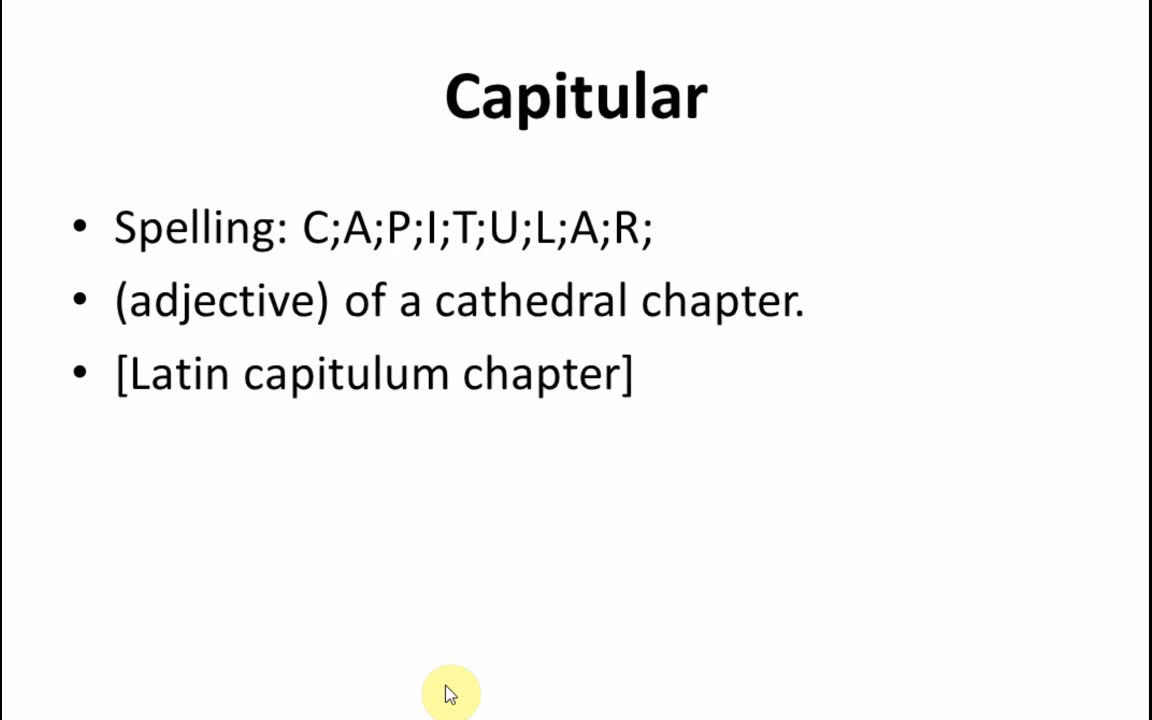 Capitular
• Spelling: C;A;P;I;T;U;L;A;R;
• (adjective) of a cathedral chapter.
• [Latin capitulum chapter]